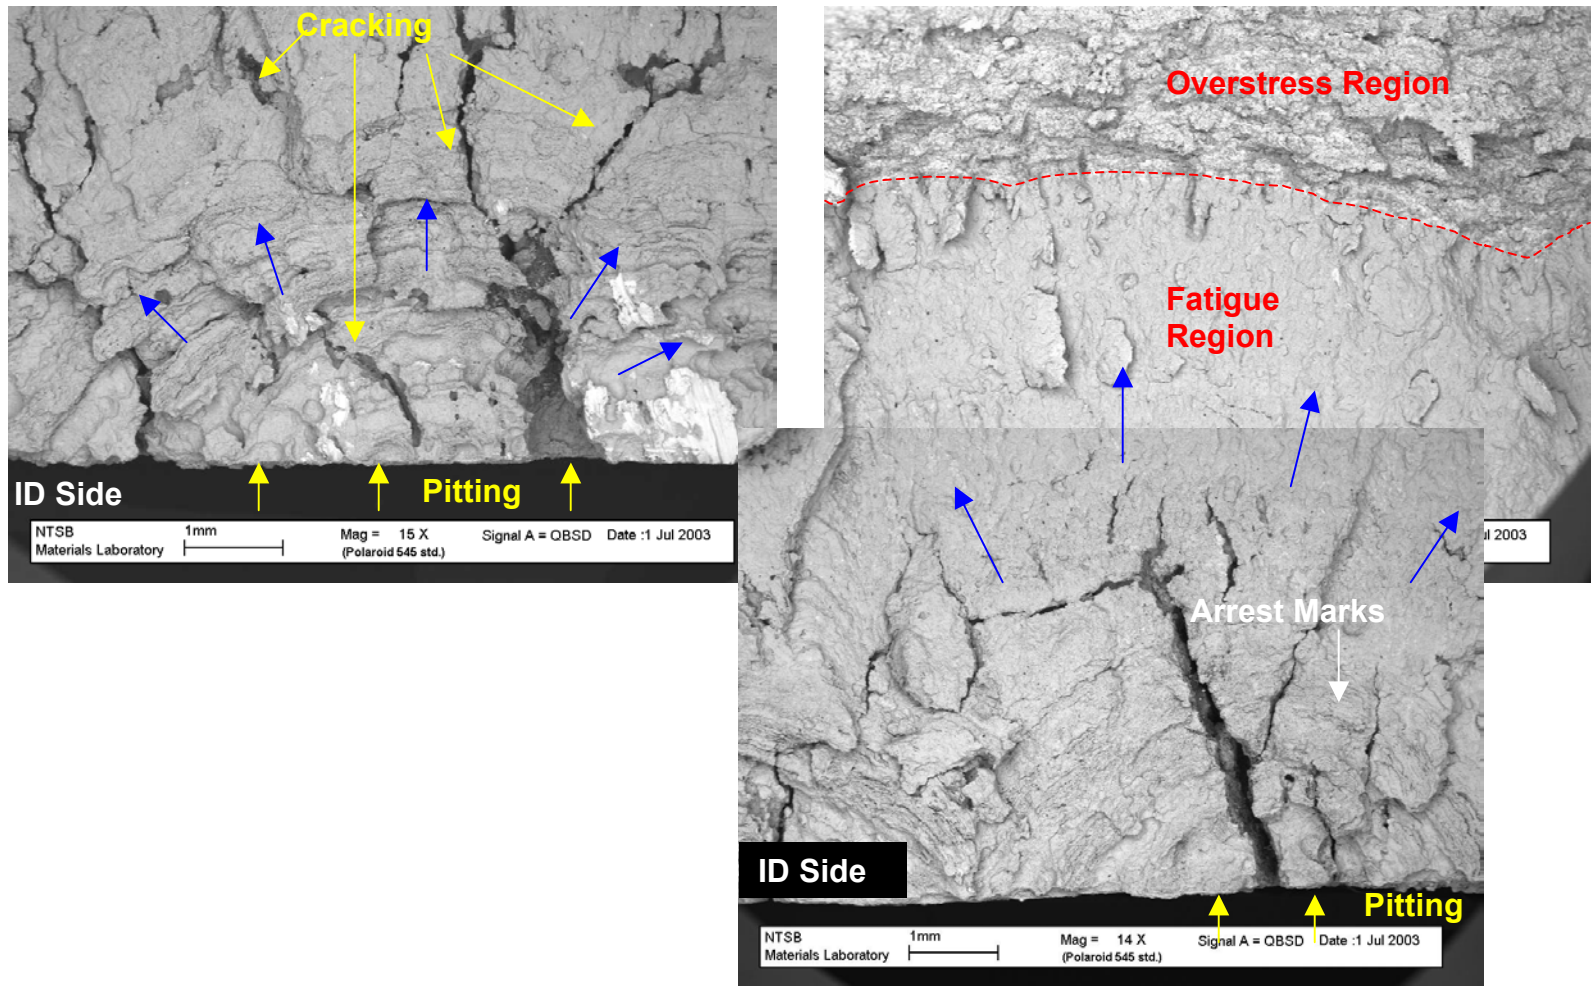 Cracking
ID Side
Pitting
NTSB
Materials Laboratory
1mm
Mag = 15 X
(Polaroid 545 std.)
Signal A = QBSD
Date :1 Jul 2003
Overstress Region
Fatigue
Region
ul 2003
Arrest Marks
ID Side
Pitting
NTSB
Materials Laboratory
1mm
Mag = 14 X
(Polaroid 545 std.)
Signal A = QBSD
Date :1 Jul 2003